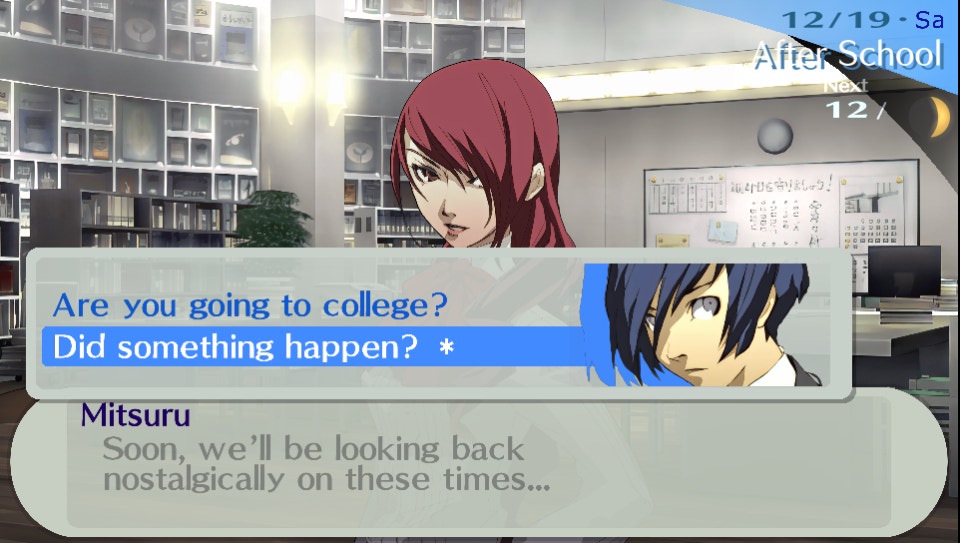 12/19・Sa
After School
Next
12/
Are you going to college?
Did something happen? *
Mitsuru
Soon, we'll be looking back
nostalgically on these times...